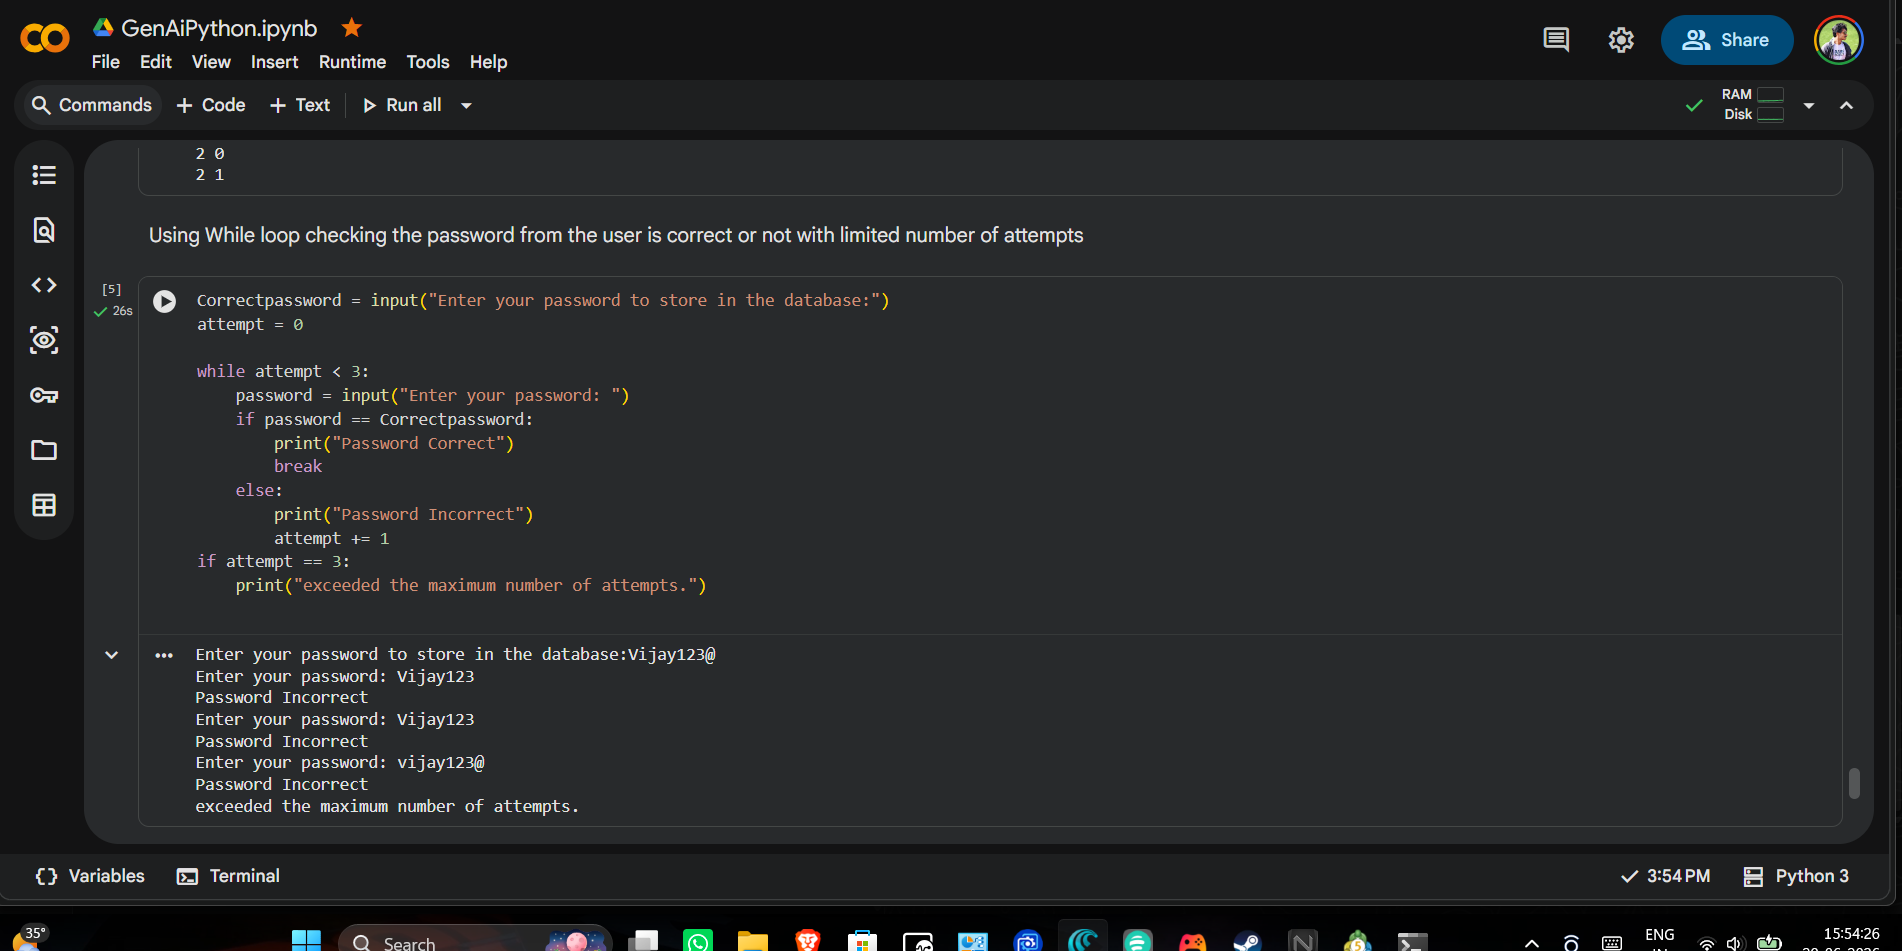 GenAiPython.ipynb
File Edit View Insert Runtime Tools Help
Share
Commands + Code + Text Run all
RAM
Disk
2 0
2 1
Using While loop checking the password from the user is correct or not with limited number of attempts
[5]
26s
Correctpassword = input("Enter your password to store in the database:")
attempt = 0
while attempt < 3:
    password = input("Enter your password: ")
    if password == Correctpassword:
        print("Password Correct")
        break
    else:
        print("Password Incorrect")
        attempt += 1
if attempt == 3:
    print("exceeded the maximum number of attempts.")
Enter your password to store in the database:Vijay123@
Enter your password: Vijay123
Password Incorrect
Enter your password: Vijay123
Password Incorrect
Enter your password: vijay123@
Password Incorrect
exceeded the maximum number of attempts.
{} Variables Terminal
3:54 PM Python 3
35°
Search
ENG
15:54:26